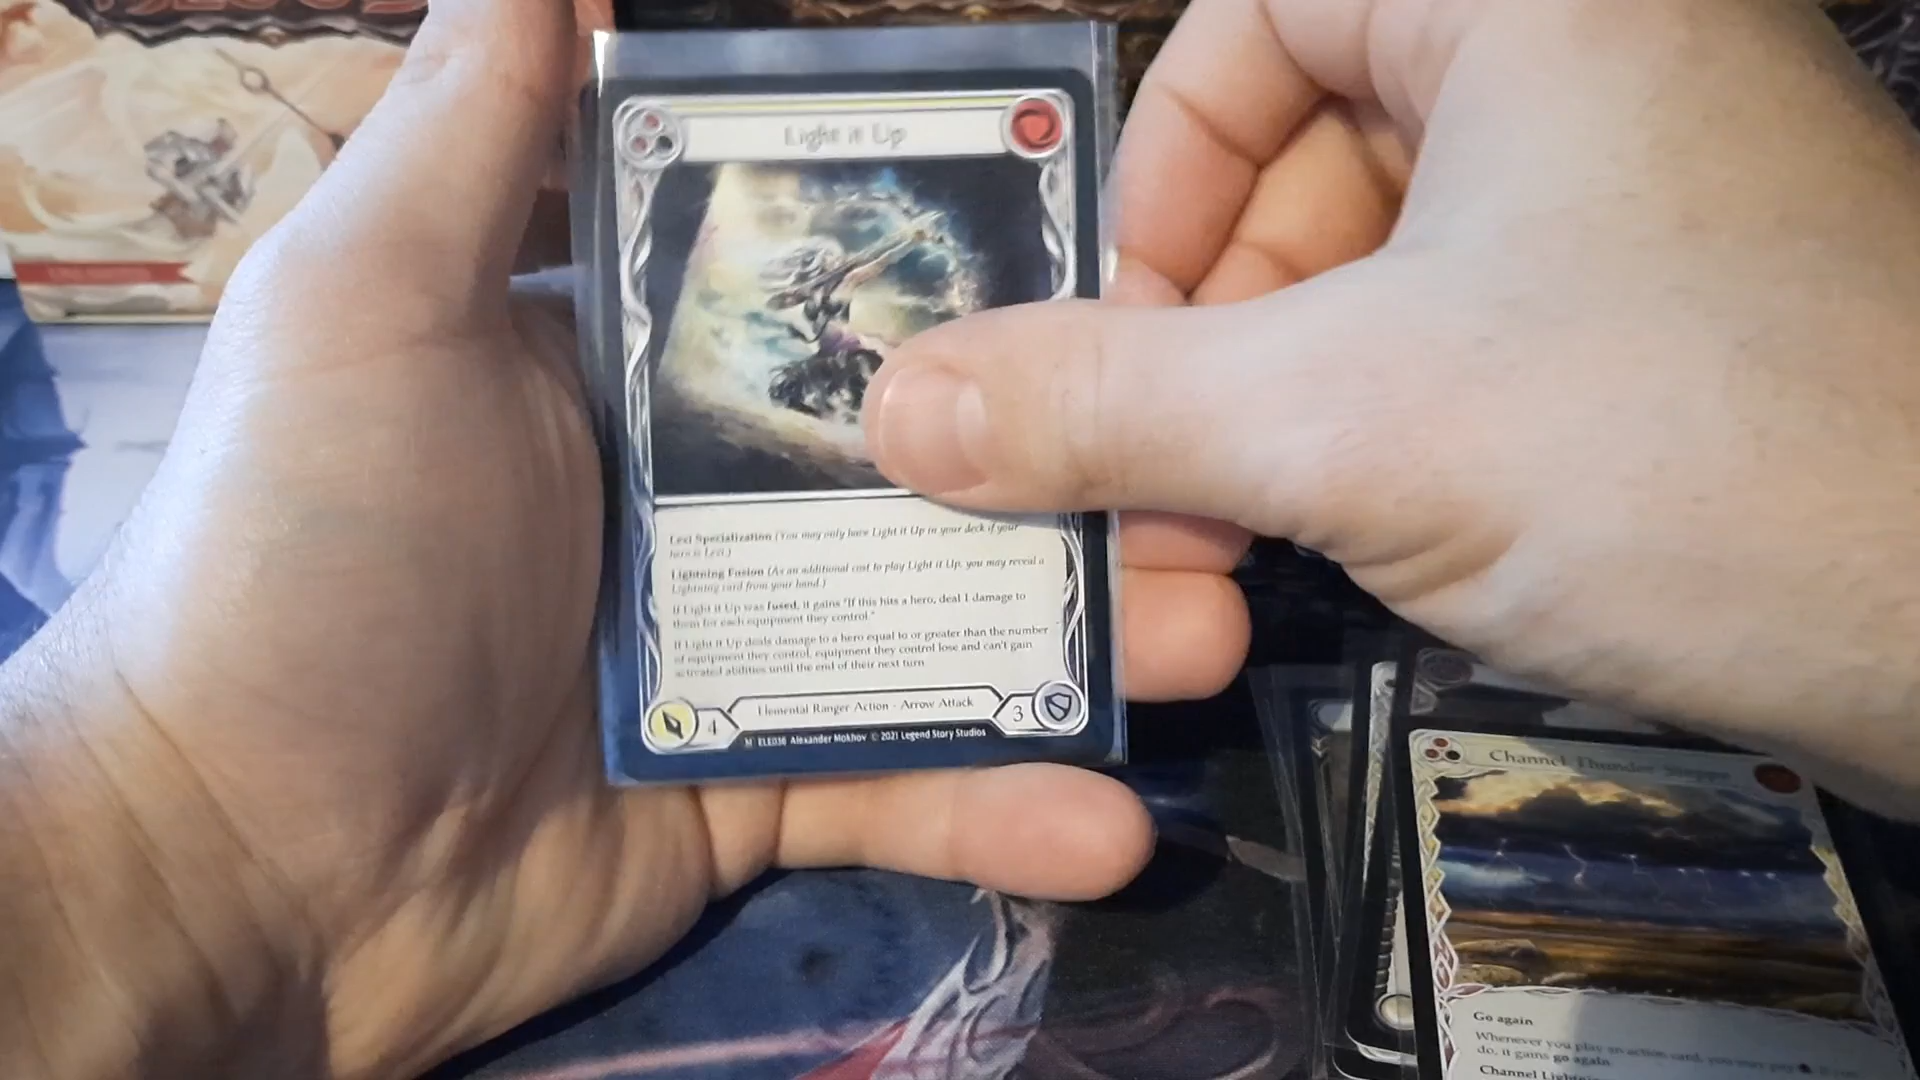 Light it Up
Lexi Specialization (You may only have Light it Up in your deck if your
hero is Lexi.)
Lightning Fusion (As an additional cost to play Light it Up, you may reveal a
Lightning card from your hand.)
If Light it Up was fused, it gains "If this hits a hero, deal 1 damage to
them for each equipment they control."
If Light it Up deals damage to a hero equal to or greater than the number
of equipment they control, equipment they control lose and can't gain
activated abilities until the end of their next turn
4
Elemental Ranger Action - Arrow Attack
3
M ELE036 Alexander Mokhov © 2021 Legend Story Studios
Channel Thunder Steppe
Go again
Whenever you play an action card, you may pay
do, it gains go again.
Channel